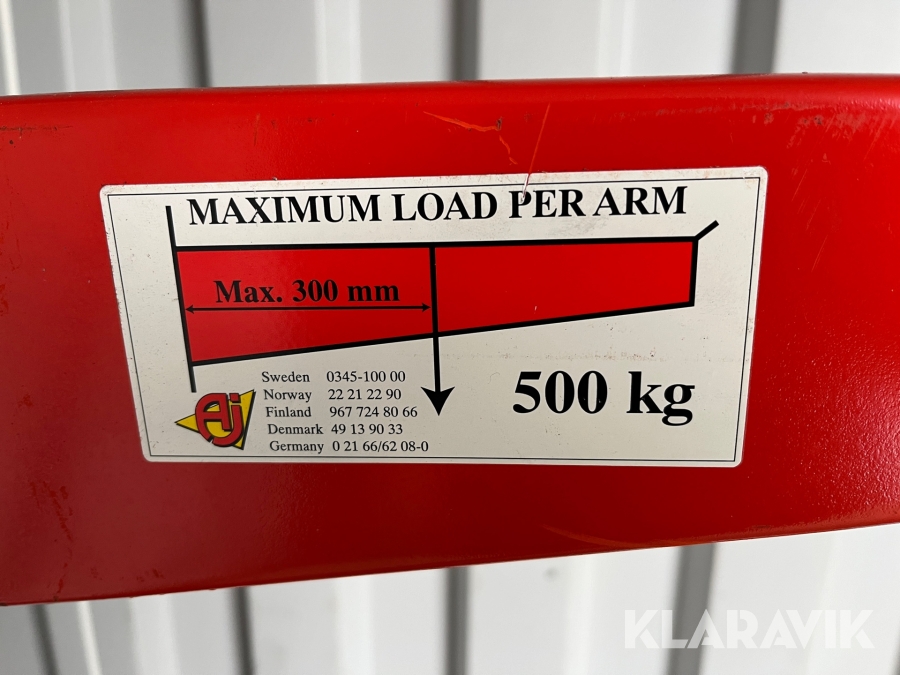 MAXIMUM LOAD PER ARM
Max. 300 mm
500 kg
Aj
Sweden 0345-100 00
Norway 22 21 22 90
Finland 967 724 80 66
Denmark 49 13 90 33
Germany 0 21 66/62 08-0
KLARAVIK